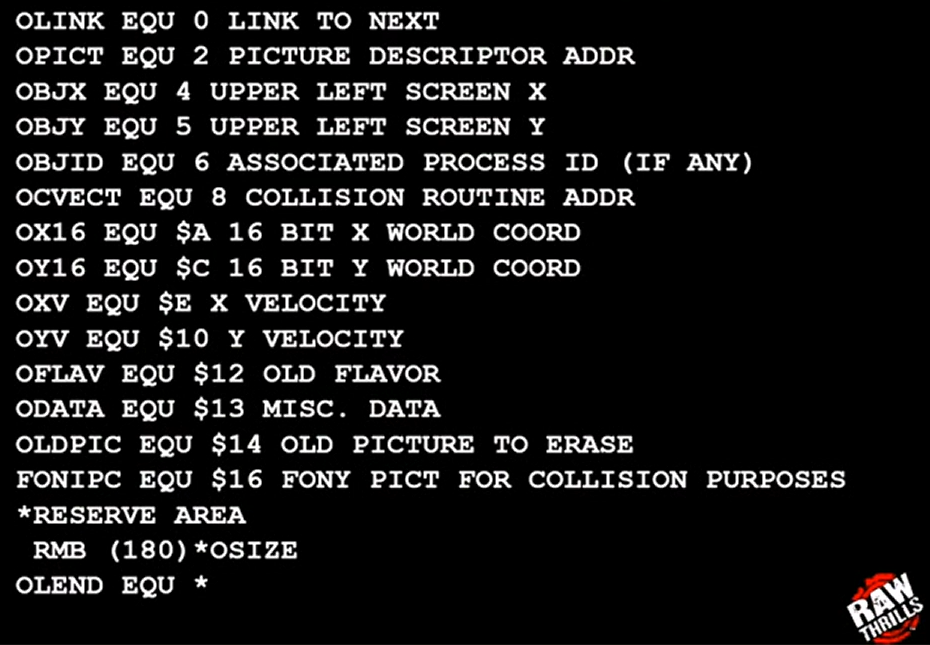 OLINK EQU 0 LINK TO NEXT
OPICT EQU 2 PICTURE DESCRIPTOR ADDR
OBJX EQU 4 UPPER LEFT SCREEN X
OBJY EQU 5 UPPER LEFT SCREEN Y
OBJID EQU 6 ASSOCIATED PROCESS ID (IF ANY)
OCVECT EQU 8 COLLISION ROUTINE ADDR
OX16 EQU $A 16 BIT X WORLD COORD
OY16 EQU $C 16 BIT Y WORLD COORD
OXV EQU $E X VELOCITY
OYV EQU $10 Y VELOCITY
OFLAV EQU $12 OLD FLAVOR
ODATA EQU $13 MISC. DATA
OLDPIC EQU $14 OLD PICTURE TO ERASE
FONIPC EQU $16 FONY PICT FOR COLLISION PURPOSES
*RESERVE AREA
RMB (180)*OSIZE
OLEND EQU *
RAW
THRILLS